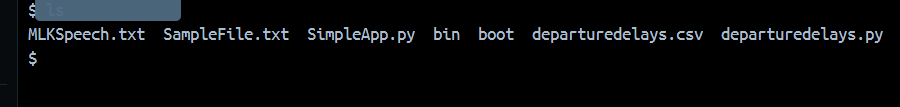 $ ls
MLKSpeech.txt  SampleFile.txt  SimpleApp.py  bin  boot  departuredelays.csv  departuredelays.py
$